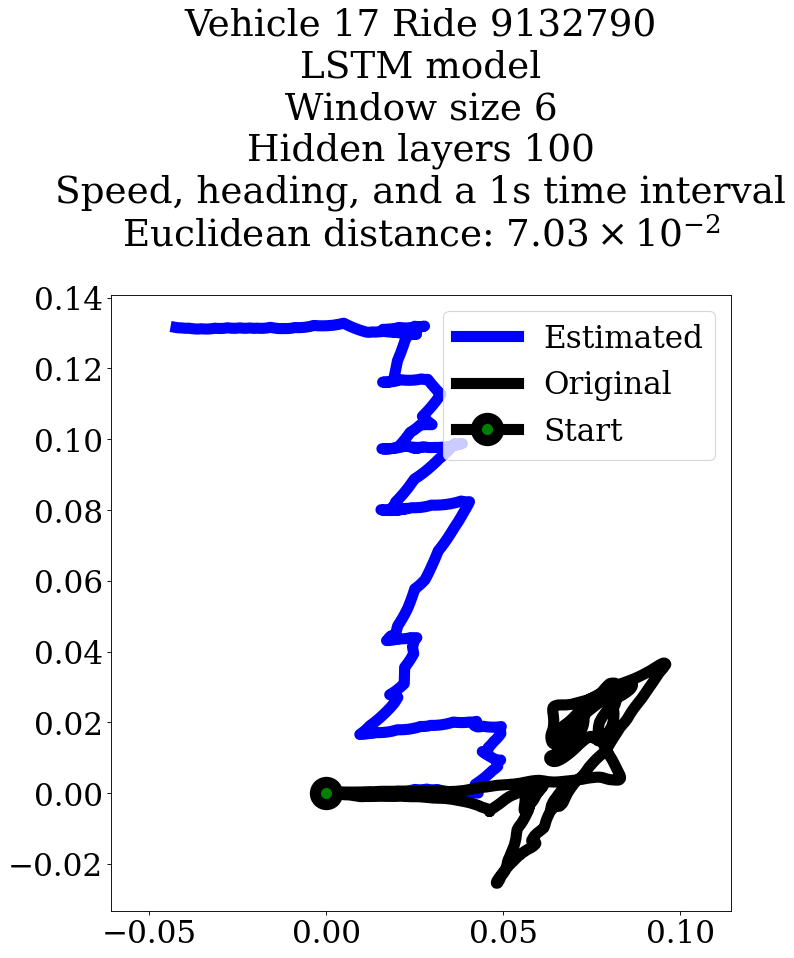 Vehicle 17 Ride 9132790
LSTM model
Window size 6
Hidden layers 100
Speed, heading, and a 1s time interval
Euclidean distance: 7.03 × 10⁻²
0.14
0.12
0.10
0.08
0.06
0.04
0.02
0.00
−0.02
Estimated
Original
Start
−0.05
0.00
0.05
0.10